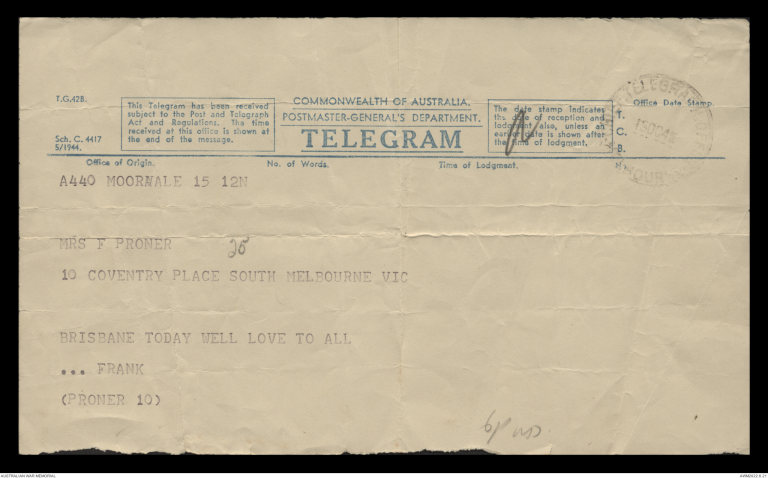 T.G.42B.
Sch. C. 4417
5/1944.
This Telegram has been received
subject to the Post and Telegraph
Act and Regulations. The time
received at this office is shown at
the end of the message.
COMMONWEALTH OF AUSTRALIA.
POSTMASTER-GENERAL'S DEPARTMENT.
TELEGRAM
The date stamp indicates
the date of reception and
lodgment also, unless an
earlier date is shown after
the time of lodgment.
Office Date Stamp.
T.
C.
B.
TELEGRA
Office of Origin.
No. of Words.
Time of Lodgment.
A440 MOORVALE 15 12N
MRS F PRONER
25
10 COVENTRY PLACE SOUTH MELBOURNE VIC
BRISBANE TODAY WELL LOVE TO ALL
... FRANK
(PRONER 10)
AUSTRALIAN WAR MEMORIAL